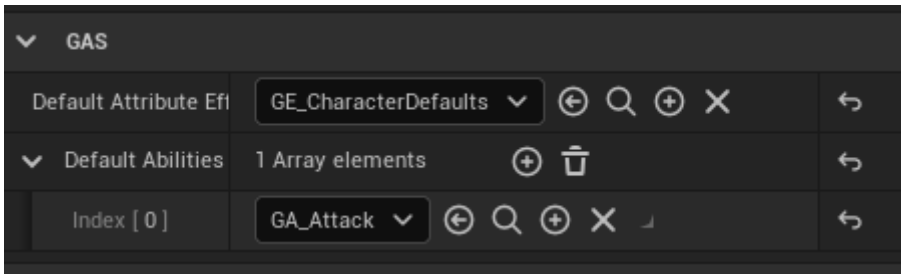 GAS
Default Attribute Eff GE_CharacterDefaults
Default Abilities 1 Array elements
Index [ 0 ] GA_Attack